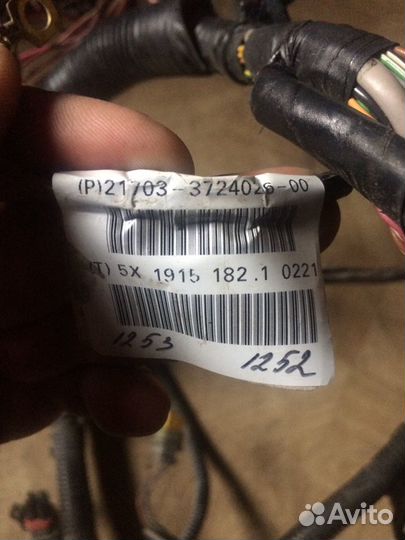 (P)21703-3724026-00
(T) 5X 1915 182.1 0221
1253
1252
Avito